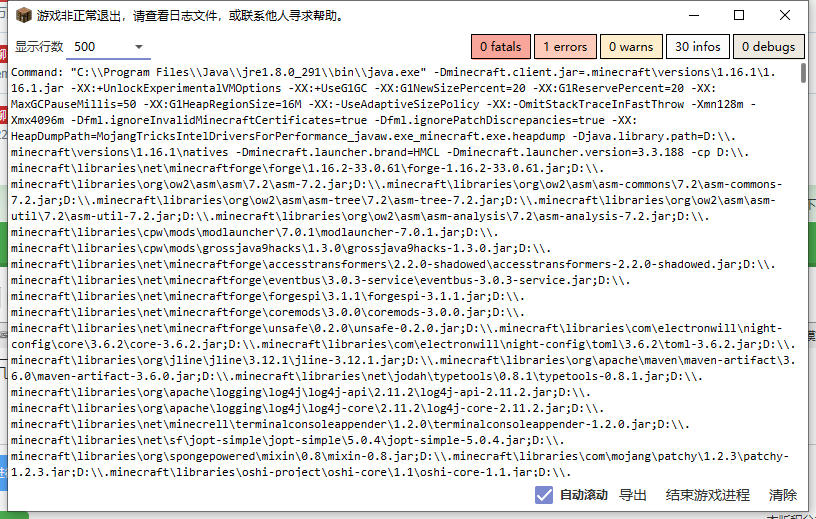 游戏非正常退出，请查看日志文件，或联系他人寻求帮助。
显示行数 500 0 fatals 1 errors 0 warns 30 infos 0 debugs
Command: "C:\\Program Files\\Java\\jre1.8.0_291\\bin\\java.exe" -Dminecraft.client.jar=.minecraft\versions\1.16.1\1.
16.1.jar -XX:+UnlockExperimentalVMOptions -XX:+UseG1GC -XX:G1NewSizePercent=20 -XX:G1ReservePercent=20 -XX:
MaxGCPauseMillis=50 -XX:G1HeapRegionSize=16M -XX:-UseAdaptiveSizePolicy -XX:-OmitStackTraceInFastThrow -Xmn128m -
Xmx4096m -Dfml.ignoreInvalidMinecraftCertificates=true -Dfml.ignorePatchDiscrepancies=true -XX:
HeapDumpPath=MojangTricksIntelDriversForPerformance_javaw.exe_minecraft.exe.heapdump -Djava.library.path=D:\\.
minecraft\versions\1.16.1\natives -Dminecraft.launcher.brand=HMCL -Dminecraft.launcher.version=3.3.188 -cp D:\\.
minecraft\libraries\net\minecraftforge\forge\1.16.2-33.0.61\forge-1.16.2-33.0.61.jar;D:\\.
minecraft\libraries\org\ow2\asm\asm\7.2\asm-7.2.jar;D:\\.minecraft\libraries\org\ow2\asm\asm-commons\7.2\asm-commons-
7.2.jar;D:\\.minecraft\libraries\org\ow2\asm\asm-tree\7.2\asm-tree-7.2.jar;D:\\.minecraft\libraries\org\ow2\asm\asm-
util\7.2\asm-util-7.2.jar;D:\\.minecraft\libraries\org\ow2\asm\asm-analysis\7.2\asm-analysis-7.2.jar;D:\\.
minecraft\libraries\cpw\mods\modlauncher\7.0.1\modlauncher-7.0.1.jar;D:\\.
minecraft\libraries\cpw\mods\grossjava9hacks\1.3.0\grossjava9hacks-1.3.0.jar;D:\\.
minecraft\libraries\net\minecraftforge\accesstransformers\2.2.0-shadowed\accesstransformers-2.2.0-shadowed.jar;D:\\.
minecraft\libraries\net\minecraftforge\eventbus\3.0.3-service\eventbus-3.0.3-service.jar;D:\\.
minecraft\libraries\net\minecraftforge\forgespi\3.1.1\forgespi-3.1.1.jar;D:\\.
minecraft\libraries\net\minecraftforge\coremods\3.0.0\coremods-3.0.0.jar;D:\\.
minecraft\libraries\net\minecraftforge\unsafe\0.2.0\unsafe-0.2.0.jar;D:\\.minecraft\libraries\com\electronwill\night-
config\core\3.6.2\core-3.6.2.jar;D:\\.minecraft\libraries\com\electronwill\night-config\toml\3.6.2\toml-3.6.2.jar;D:\\.
minecraft\libraries\org\jline\jline\3.12.1\jline-3.12.1.jar;D:\\.minecraft\libraries\org\apache\maven\maven-artifact\3.
6.0\maven-artifact-3.6.0.jar;D:\\.minecraft\libraries\net\jodah\typetools\0.8.1\typetools-0.8.1.jar;D:\\.
minecraft\libraries\org\apache\logging\log4j\log4j-api\2.11.2\log4j-api-2.11.2.jar;D:\\.
minecraft\libraries\org\apache\logging\log4j\log4j-core\2.11.2\log4j-core-2.11.2.jar;D:\\.
minecraft\libraries\net\minecrell\terminalconsoleappender\1.2.0\terminalconsoleappender-1.2.0.jar;D:\\.
minecraft\libraries\net\sf\jopt-simple\jopt-simple\5.0.4\jopt-simple-5.0.4.jar;D:\\.
minecraft\libraries\org\spongepowered\mixin\0.8\mixin-0.8.jar;D:\\.minecraft\libraries\com\mojang\patchy\1.2.3\patchy-
1.2.3.jar;D:\\.minecraft\libraries\oshi-project\oshi-core\1.1\oshi-core-1.1.jar;D:\\.
自动滚动 导出 结束游戏进程 清除